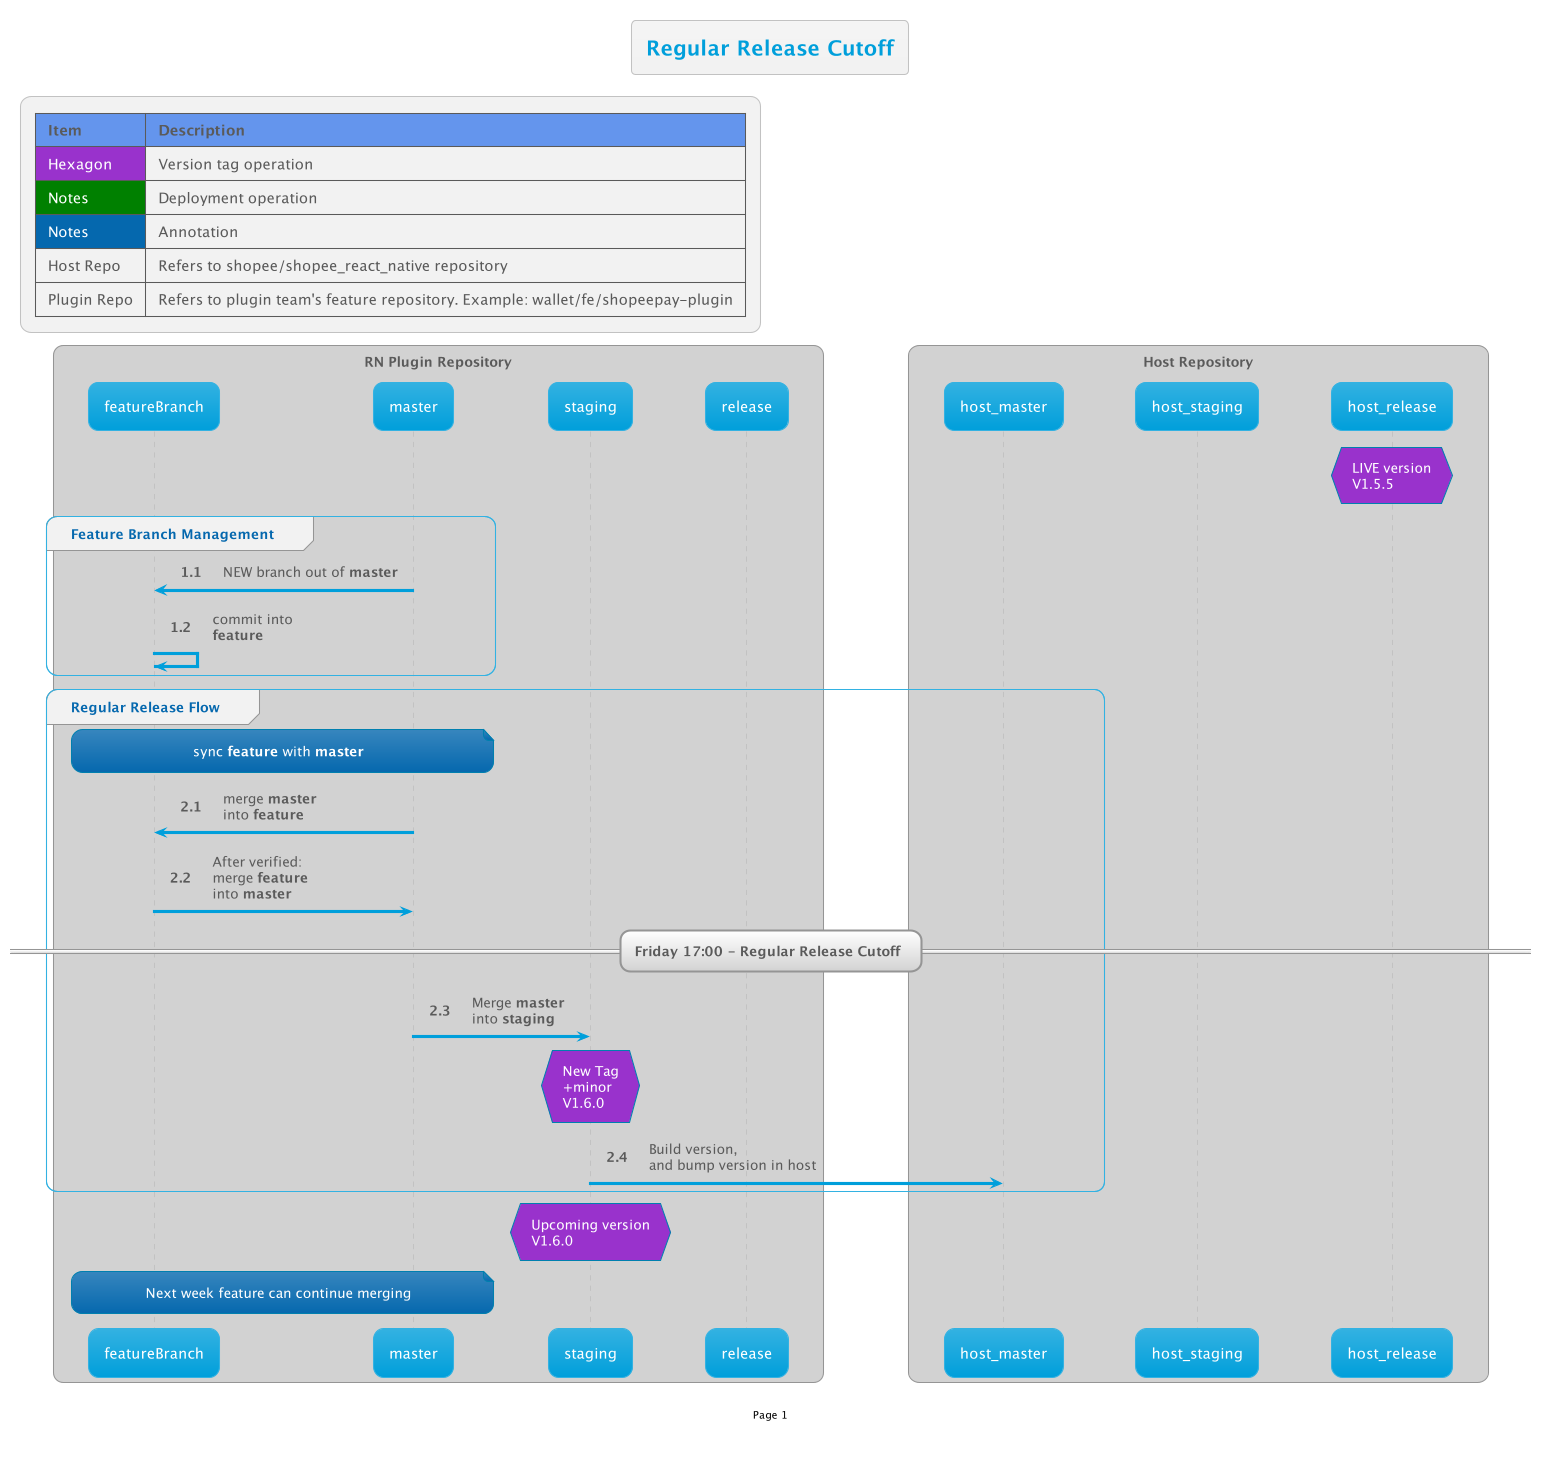 Regular Release Cutoff
Item Description
Hexagon Version tag operation
Notes Deployment operation
Notes Annotation
Host Repo Refers to shopee/shopee_react_native repository
Plugin Repo Refers to plugin team's feature repository. Example: wallet/fe/shopeepay-plugin
RN Plugin Repository
Host Repository
featureBranch master staging release host_master host_staging host_release
LIVE version
V1.5.5
Feature Branch Management
1.1 NEW branch out of master
1.2 commit into
feature
Regular Release Flow
sync feature with master
2.1 merge master
into feature
2.2 After verified:
merge feature
into master
Friday 17:00 - Regular Release Cutoff
2.3 Merge master
into staging
New Tag
+minor
V1.6.0
2.4 Build version,
and bump version in host
Upcoming version
V1.6.0
Next week feature can continue merging
featureBranch master staging release host_master host_staging host_release
Page 1